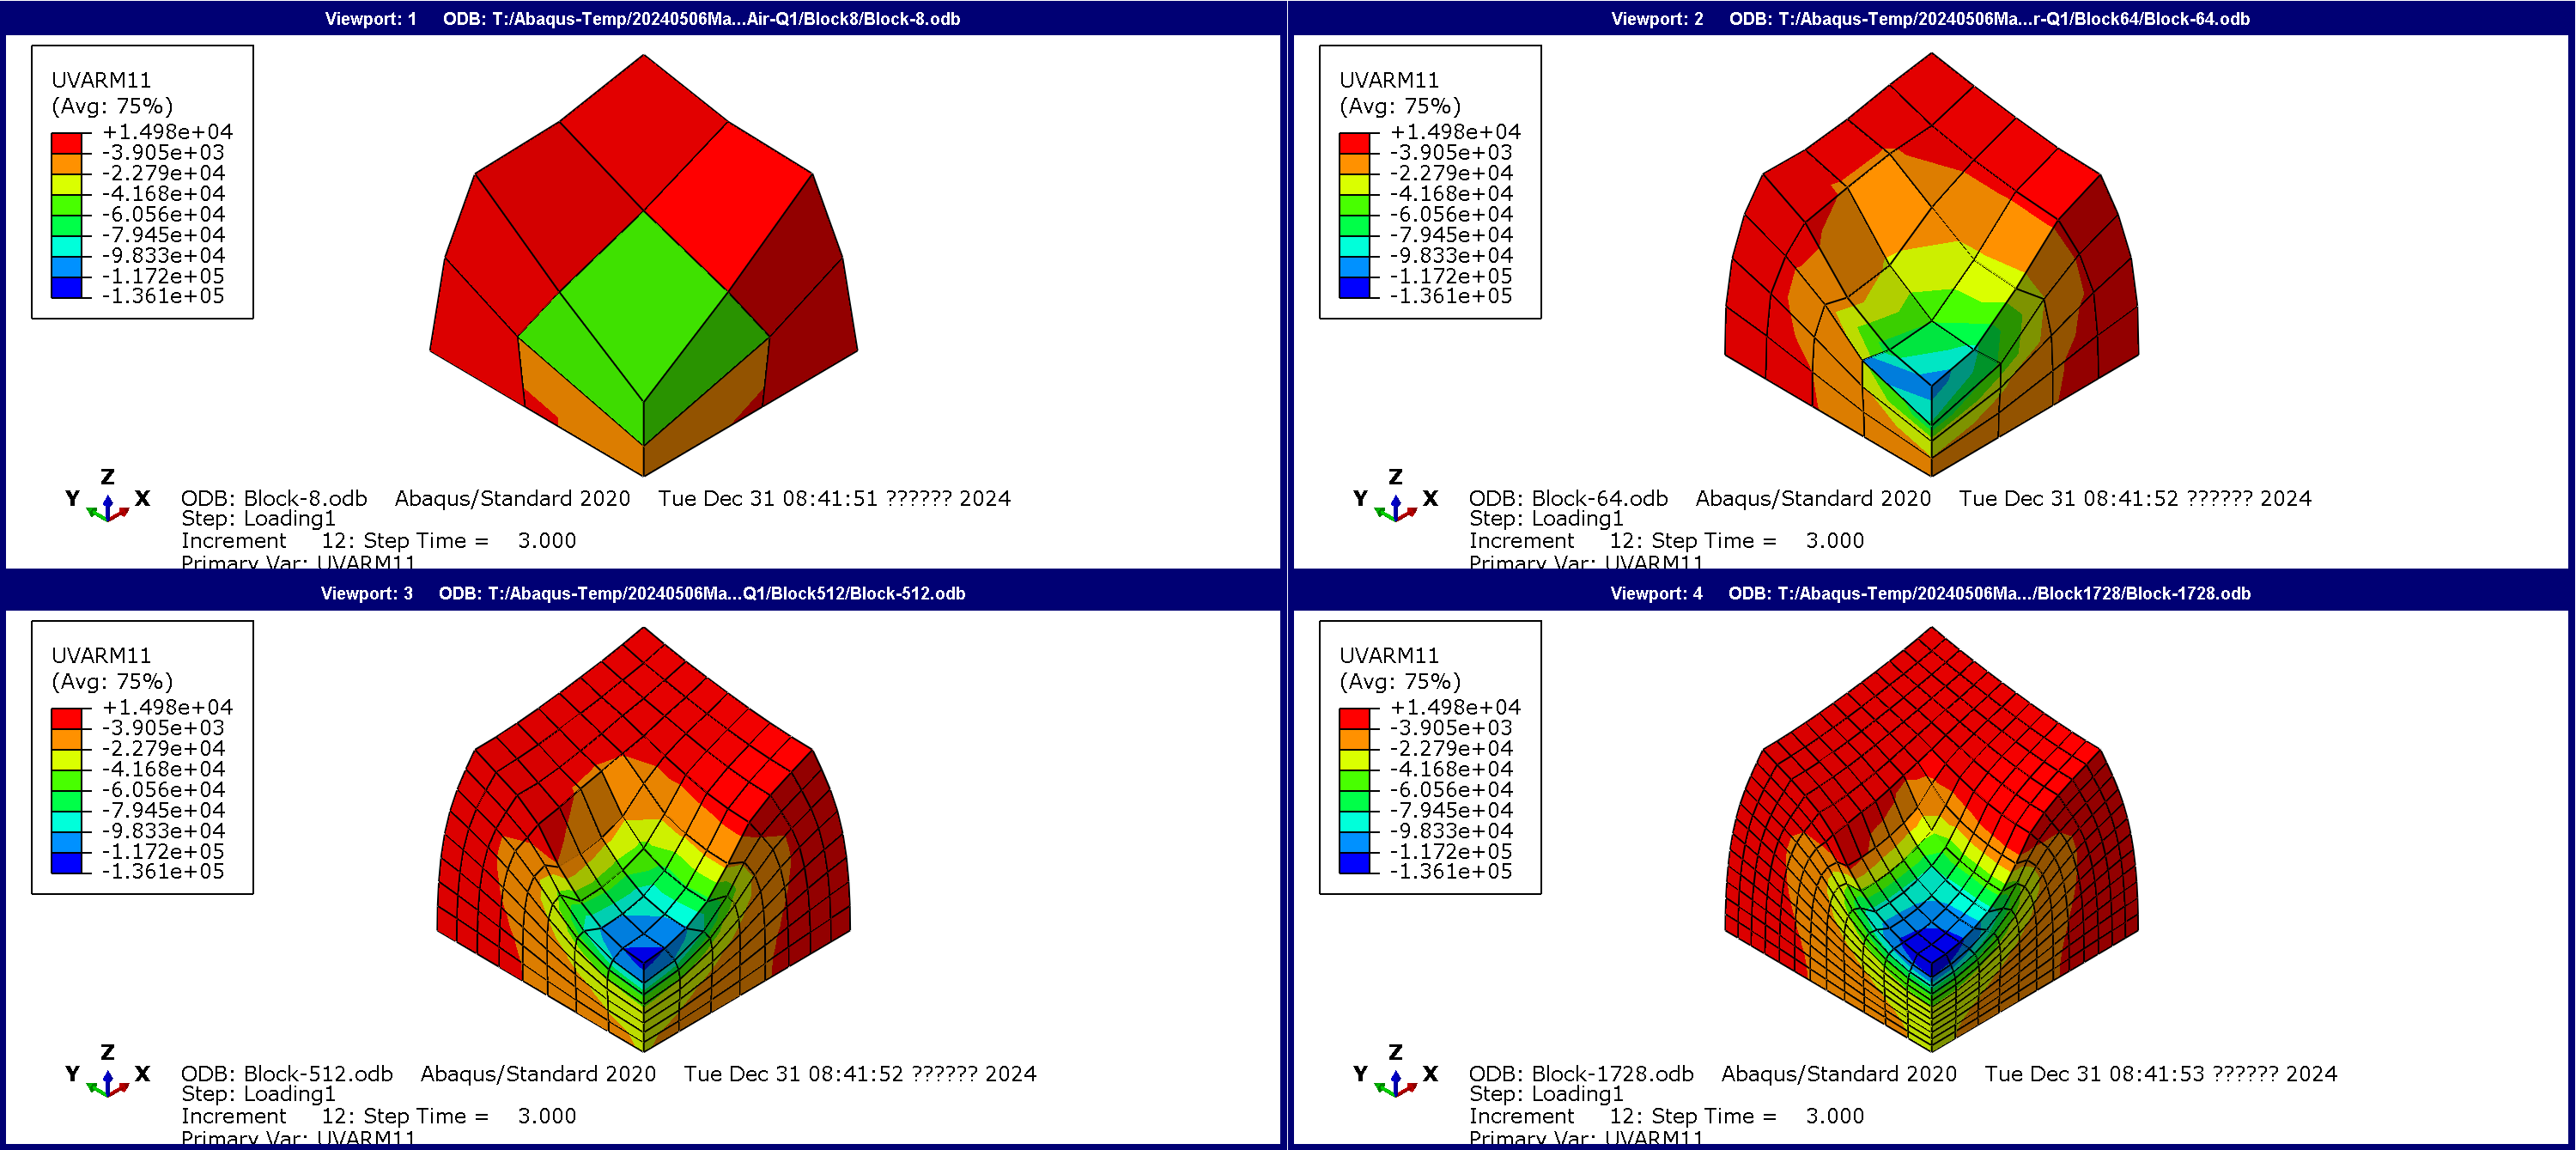 Viewport: 1 ODB: T:/Abaqus-Temp/20240506Ma...Air-Q1/Block8/Block-8.odb
UVARM11
(Avg: 75%)
+1.498e+04
-3.905e+03
-2.279e+04
-4.168e+04
-6.056e+04
-7.945e+04
-9.833e+04
-1.172e+05
-1.361e+05
Z
Y X
ODB: Block-8.odb Abaqus/Standard 2020 Tue Dec 31 08:41:51 ?????? 2024
Step: Loading1
Increment 12: Step Time = 3.000
Primary Var: UVARM11
Viewport: 2 ODB: T:/Abaqus-Temp/20240506Ma...r-Q1/Block64/Block-64.odb
UVARM11
(Avg: 75%)
+1.498e+04
-3.905e+03
-2.279e+04
-4.168e+04
-6.056e+04
-7.945e+04
-9.833e+04
-1.172e+05
-1.361e+05
Z
Y X
ODB: Block-64.odb Abaqus/Standard 2020 Tue Dec 31 08:41:52 ?????? 2024
Step: Loading1
Increment 12: Step Time = 3.000
Primary Var: UVARM11
Viewport: 3 ODB: T:/Abaqus-Temp/20240506Ma...Q1/Block512/Block-512.odb
UVARM11
(Avg: 75%)
+1.498e+04
-3.905e+03
-2.279e+04
-4.168e+04
-6.056e+04
-7.945e+04
-9.833e+04
-1.172e+05
-1.361e+05
Z
Y X
ODB: Block-512.odb Abaqus/Standard 2020 Tue Dec 31 08:41:52 ?????? 2024
Step: Loading1
Increment 12: Step Time = 3.000
Primary Var: UVARM11
Viewport: 4 ODB: T:/Abaqus-Temp/20240506Ma.../Block1728/Block-1728.odb
UVARM11
(Avg: 75%)
+1.498e+04
-3.905e+03
-2.279e+04
-4.168e+04
-6.056e+04
-7.945e+04
-9.833e+04
-1.172e+05
-1.361e+05
Z
Y X
ODB: Block-1728.odb Abaqus/Standard 2020 Tue Dec 31 08:41:53 ?????? 2024
Step: Loading1
Increment 12: Step Time = 3.000
Primary Var: UVARM11